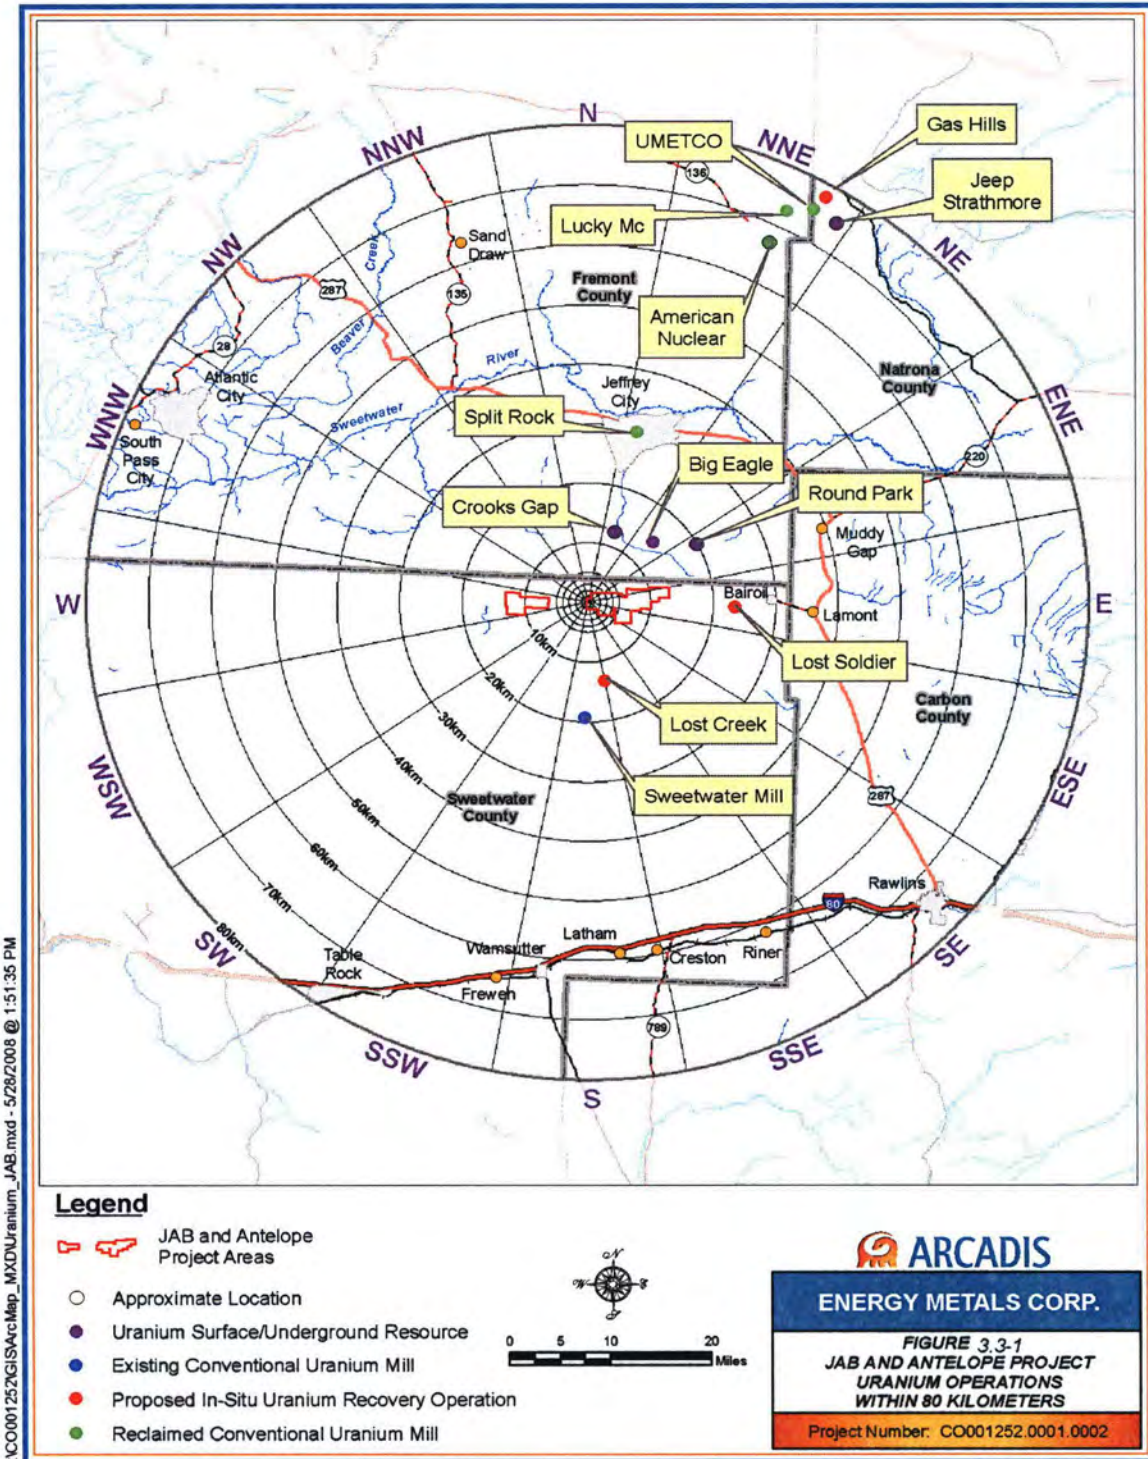 N
NNW
NNE
Gas Hills
UMETCO
136
Jeep
Strathmore
Lucky Mc
NW
Sand
Draw
NE
Creek
Fremont
County
287
135
American
Nuclear
28
Beaver
River
Natrona
County
Atlantic
City
Jeffrey
City
ENE
WNW
Sweetwater
Split Rock
South
Pass
City
220
Big Eagle
Round Park
Crooks Gap
Muddy
Gap
W
Bairoil
E
Lamont
10km
Lost Soldier
20km
Carbon
County
30km
Lost Creek
WSW
40km
Sweetwater
County
Sweetwater Mill
287
ESE
50km
60km
Rawlins
70km
80
80km
SW
Latham
Wamsutter
SE
Table
Rock
Creston
Riner
Freweh
789
SSW
SSE
S
Legend
JAB and Antelope
Project Areas
Approximate Location
Uranium Surface/Underground Resource
Existing Conventional Uranium Mill
Proposed In-Situ Uranium Recovery Operation
Reclaimed Conventional Uranium Mill
N
W
0 5 10 20
Miles
ARCADIS
ENERGY METALS CORP.
FIGURE 3.3-1
JAB AND ANTELOPE PROJECT
URANIUM OPERATIONS
WITHIN 80 KILOMETERS
Project Number: CO001252.0001.0002
\CO001252\GIS\ArcMap_MXD\Uranium_JAB.mxd - 5/28/2008 @ 1:51:35 PM